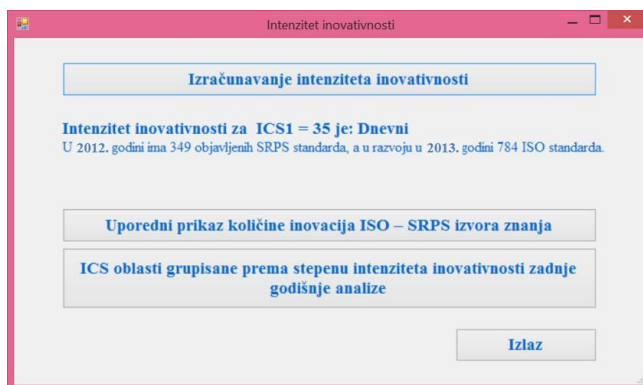 Intenzitet inovativnosti
Izračunavanje intenziteta inovativnosti
Intenzitet inovativnosti za ICS1 = 35 je: Dnevni
U 2012. godini ima 349 objavljenih SRPS standarda, a u razvoju u 2013. godini 784 ISO standarda.
Uporedni prikaz količine inovacija ISO – SRPS izvora znanja
ICS oblasti grupisane prema stepenu intenziteta inovativnosti zadnje
godišnje analize
Izlaz